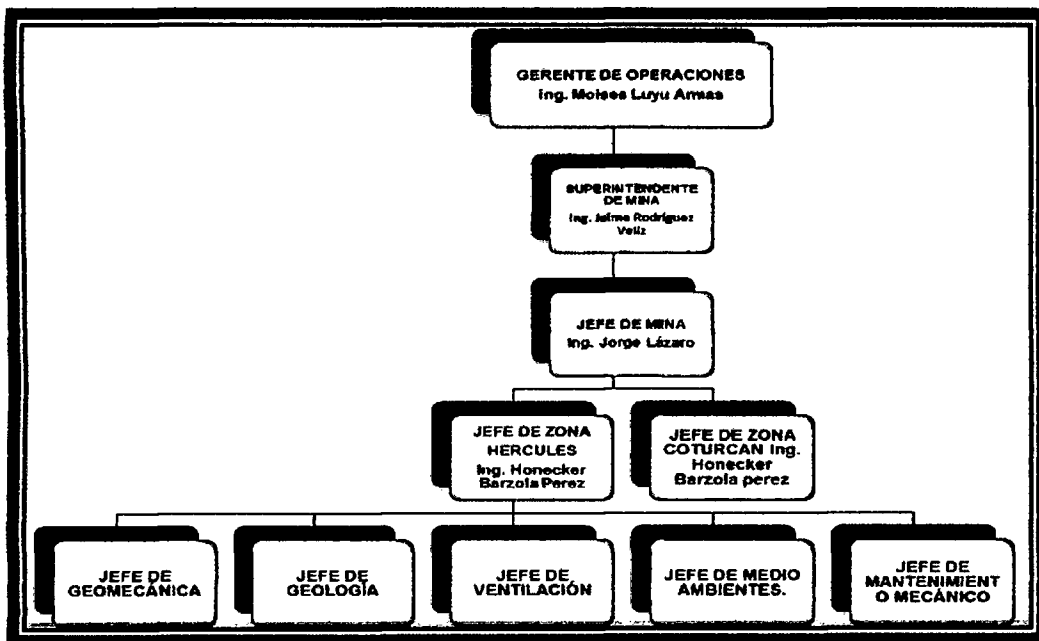 GERENTE DE OPERACIONES
Ing. Moises Luyu Armas
SUPERINTENDENTE
DE MINA
Ing. Jaime Rodríguez
Veliz
JEFE DE MINA
Ing. Jorge Lázaro
JEFE DE ZONA
HERCULES
Ing. Honecker
Barzola Perez
JEFE DE ZONA
COTURCAN Ing.
Honecker
Barzola perez
JEFE DE
GEOMECÁNICA
JEFE DE
GEOLOGÍA
JEFE DE
VENTILACIÓN
JEFE DE MEDIO
AMBIENTES.
JEFE DE
MANTENIMIENT
O MECÁNICO